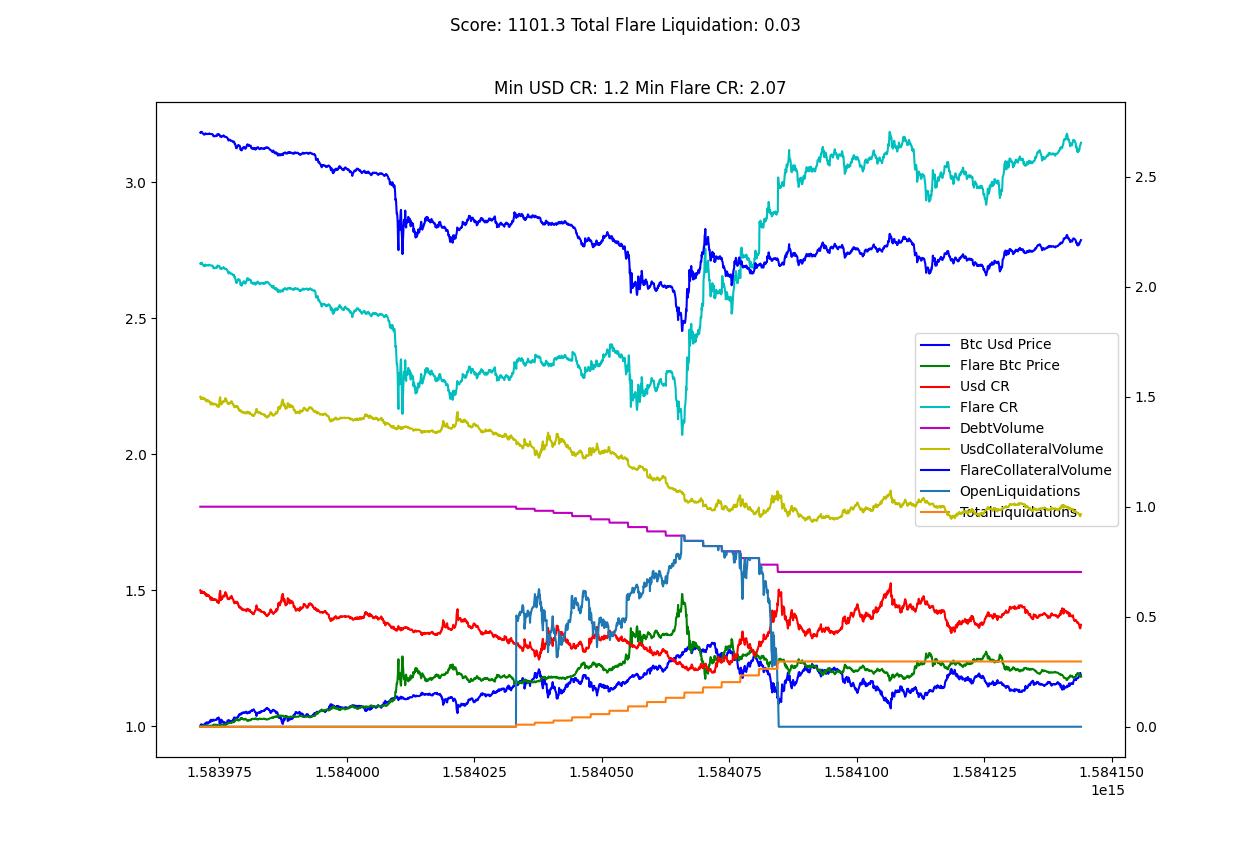 Score: 1101.3 Total Flare Liquidation: 0.03
Min USD CR: 1.2 Min Flare CR: 2.07
3.0
2.5
2.0
1.5
1.0
2.5
2.0
1.5
1.0
0.5
0.0
Btc Usd Price
Flare Btc Price
Usd CR
Flare CR
DebtVolume
UsdCollateralVolume
FlareCollateralVolume
OpenLiquidations
TotalLiquidations
1.583975 1.584000 1.584025 1.584050 1.584075 1.584100 1.584125 1.584150
1e15